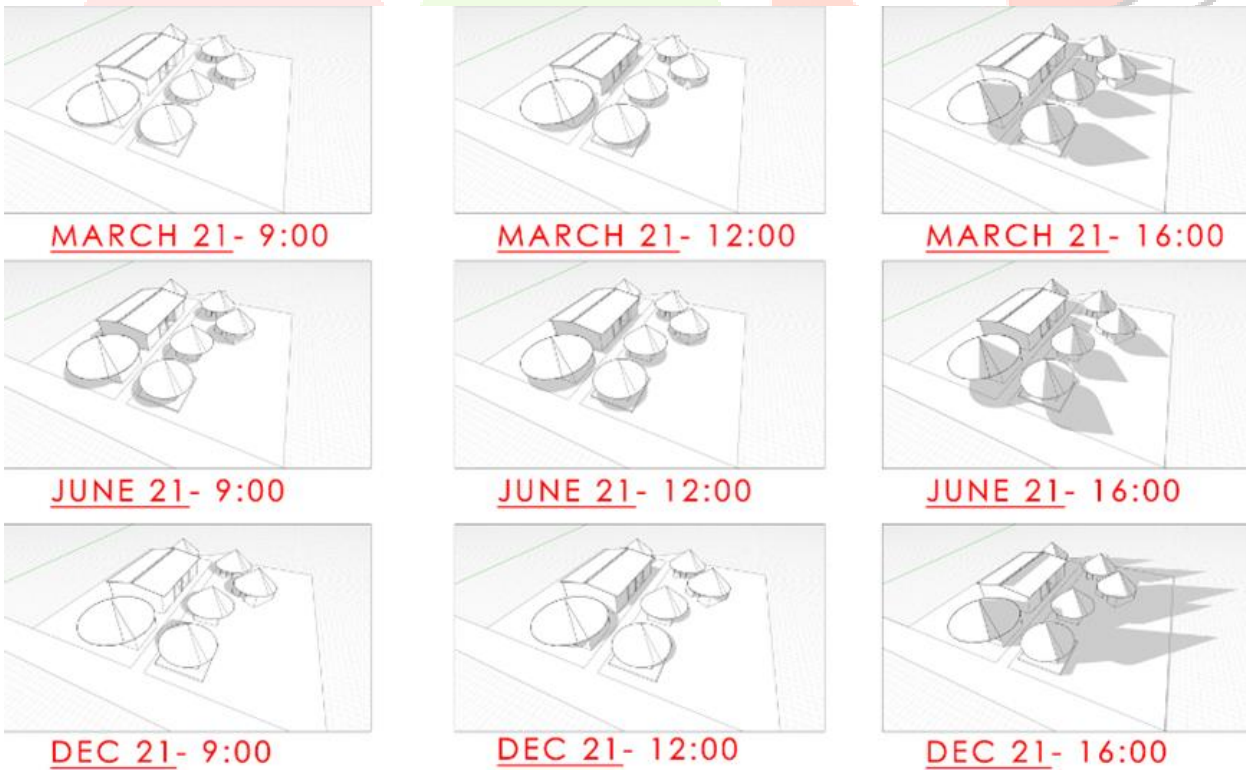 MARCH 21- 9:00
MARCH 21- 12:00
MARCH 21- 16:00
JUNE 21- 9:00
JUNE 21- 12:00
JUNE 21- 16:00
DEC 21- 9:00
DEC 21- 12:00
DEC 21- 16:00